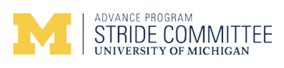 M
ADVANCE PROGRAM
STRIDE COMMITTEE
UNIVERSITY OF MICHIGAN